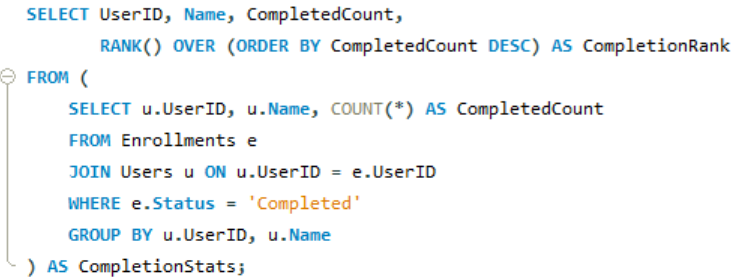 SELECT UserID, Name, CompletedCount,
RANK() OVER (ORDER BY CompletedCount DESC) AS CompletionRank
FROM (
SELECT u.UserID, u.Name, COUNT(*) AS CompletedCount
FROM Enrollments e
JOIN Users u ON u.UserID = e.UserID
WHERE e.Status = 'Completed'
GROUP BY u.UserID, u.Name
) AS CompletionStats;